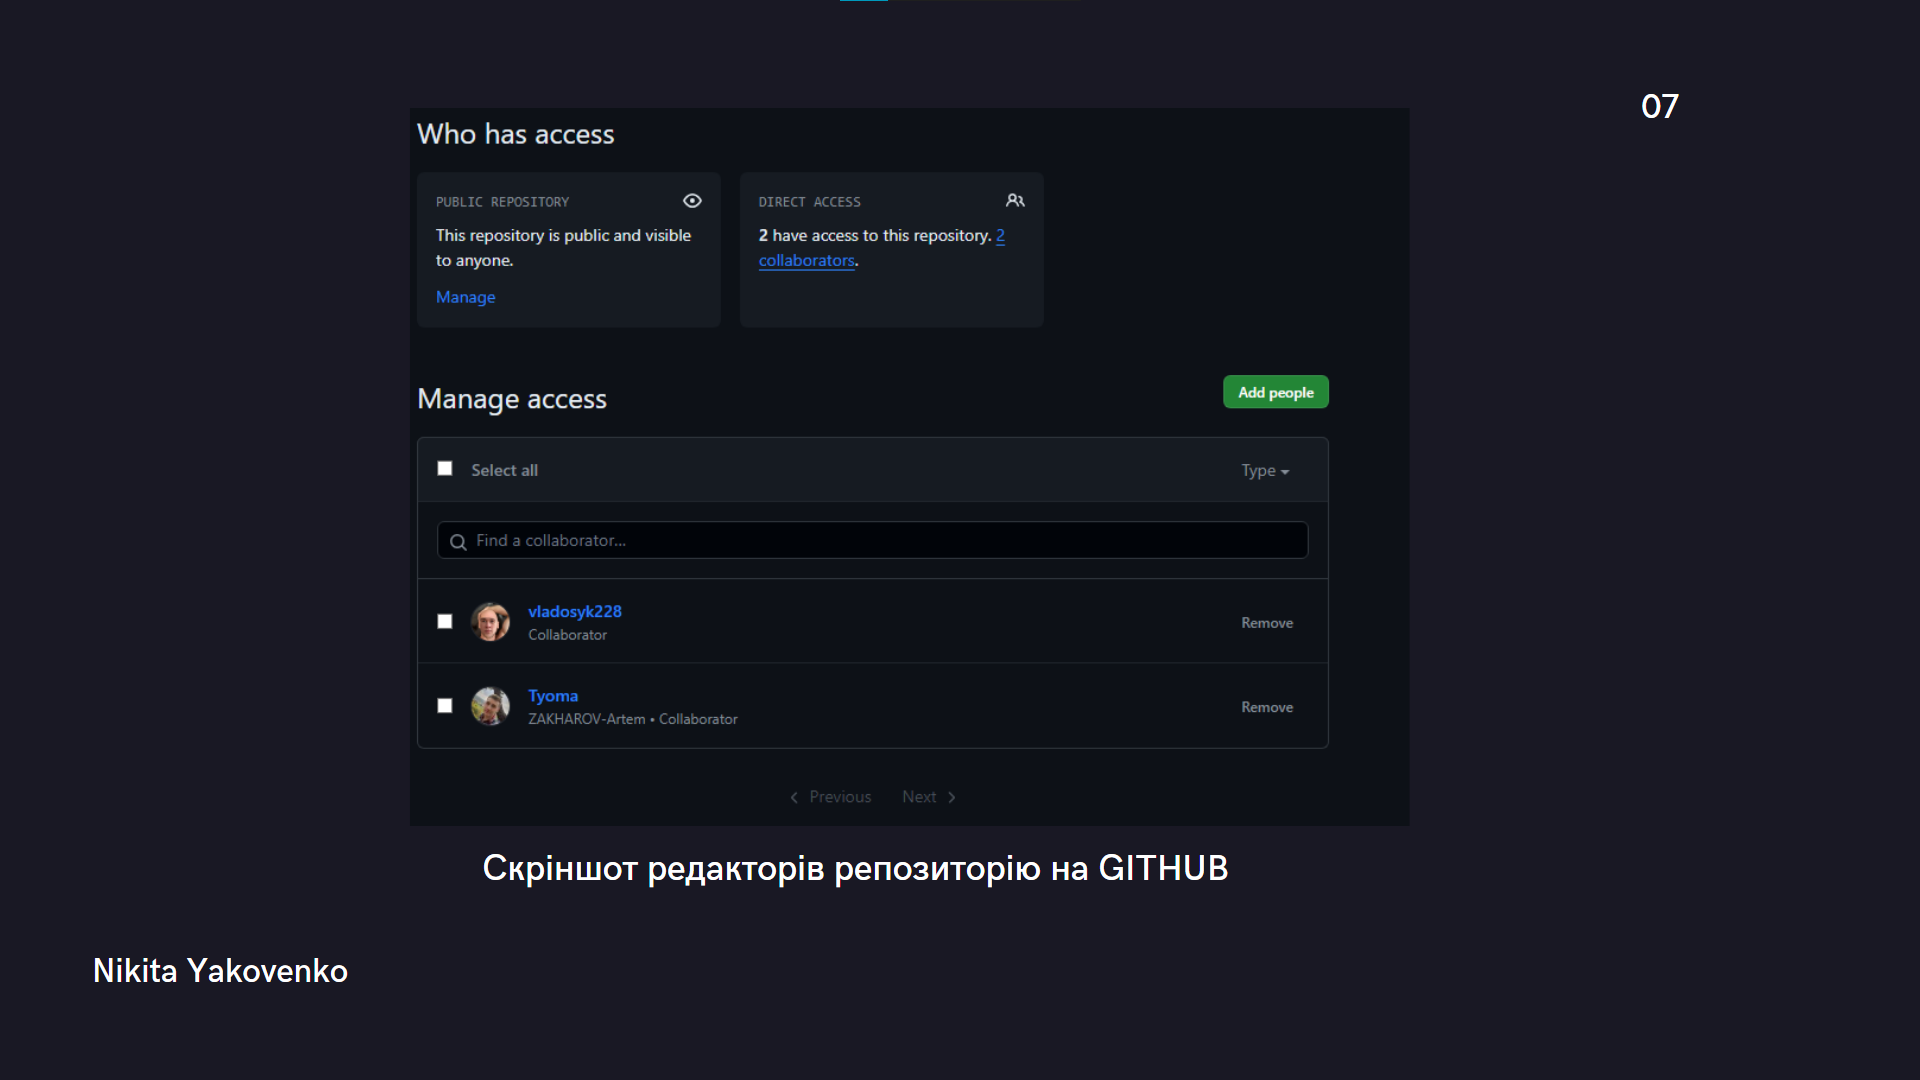 07
Who has access
PUBLIC REPOSITORY
This repository is public and visible
to anyone.
Manage
DIRECT ACCESS
2 have access to this repository. 2
collaborators.
Manage access
Add people
Select all
Type
Find a collaborator...
vladosyk228
Collaborator
Remove
Tyoma
ZAKHAROV-Artem • Collaborator
Remove
Previous
Next
Скріншот редакторів репозиторію на GITHUB
Nikita Yakovenko